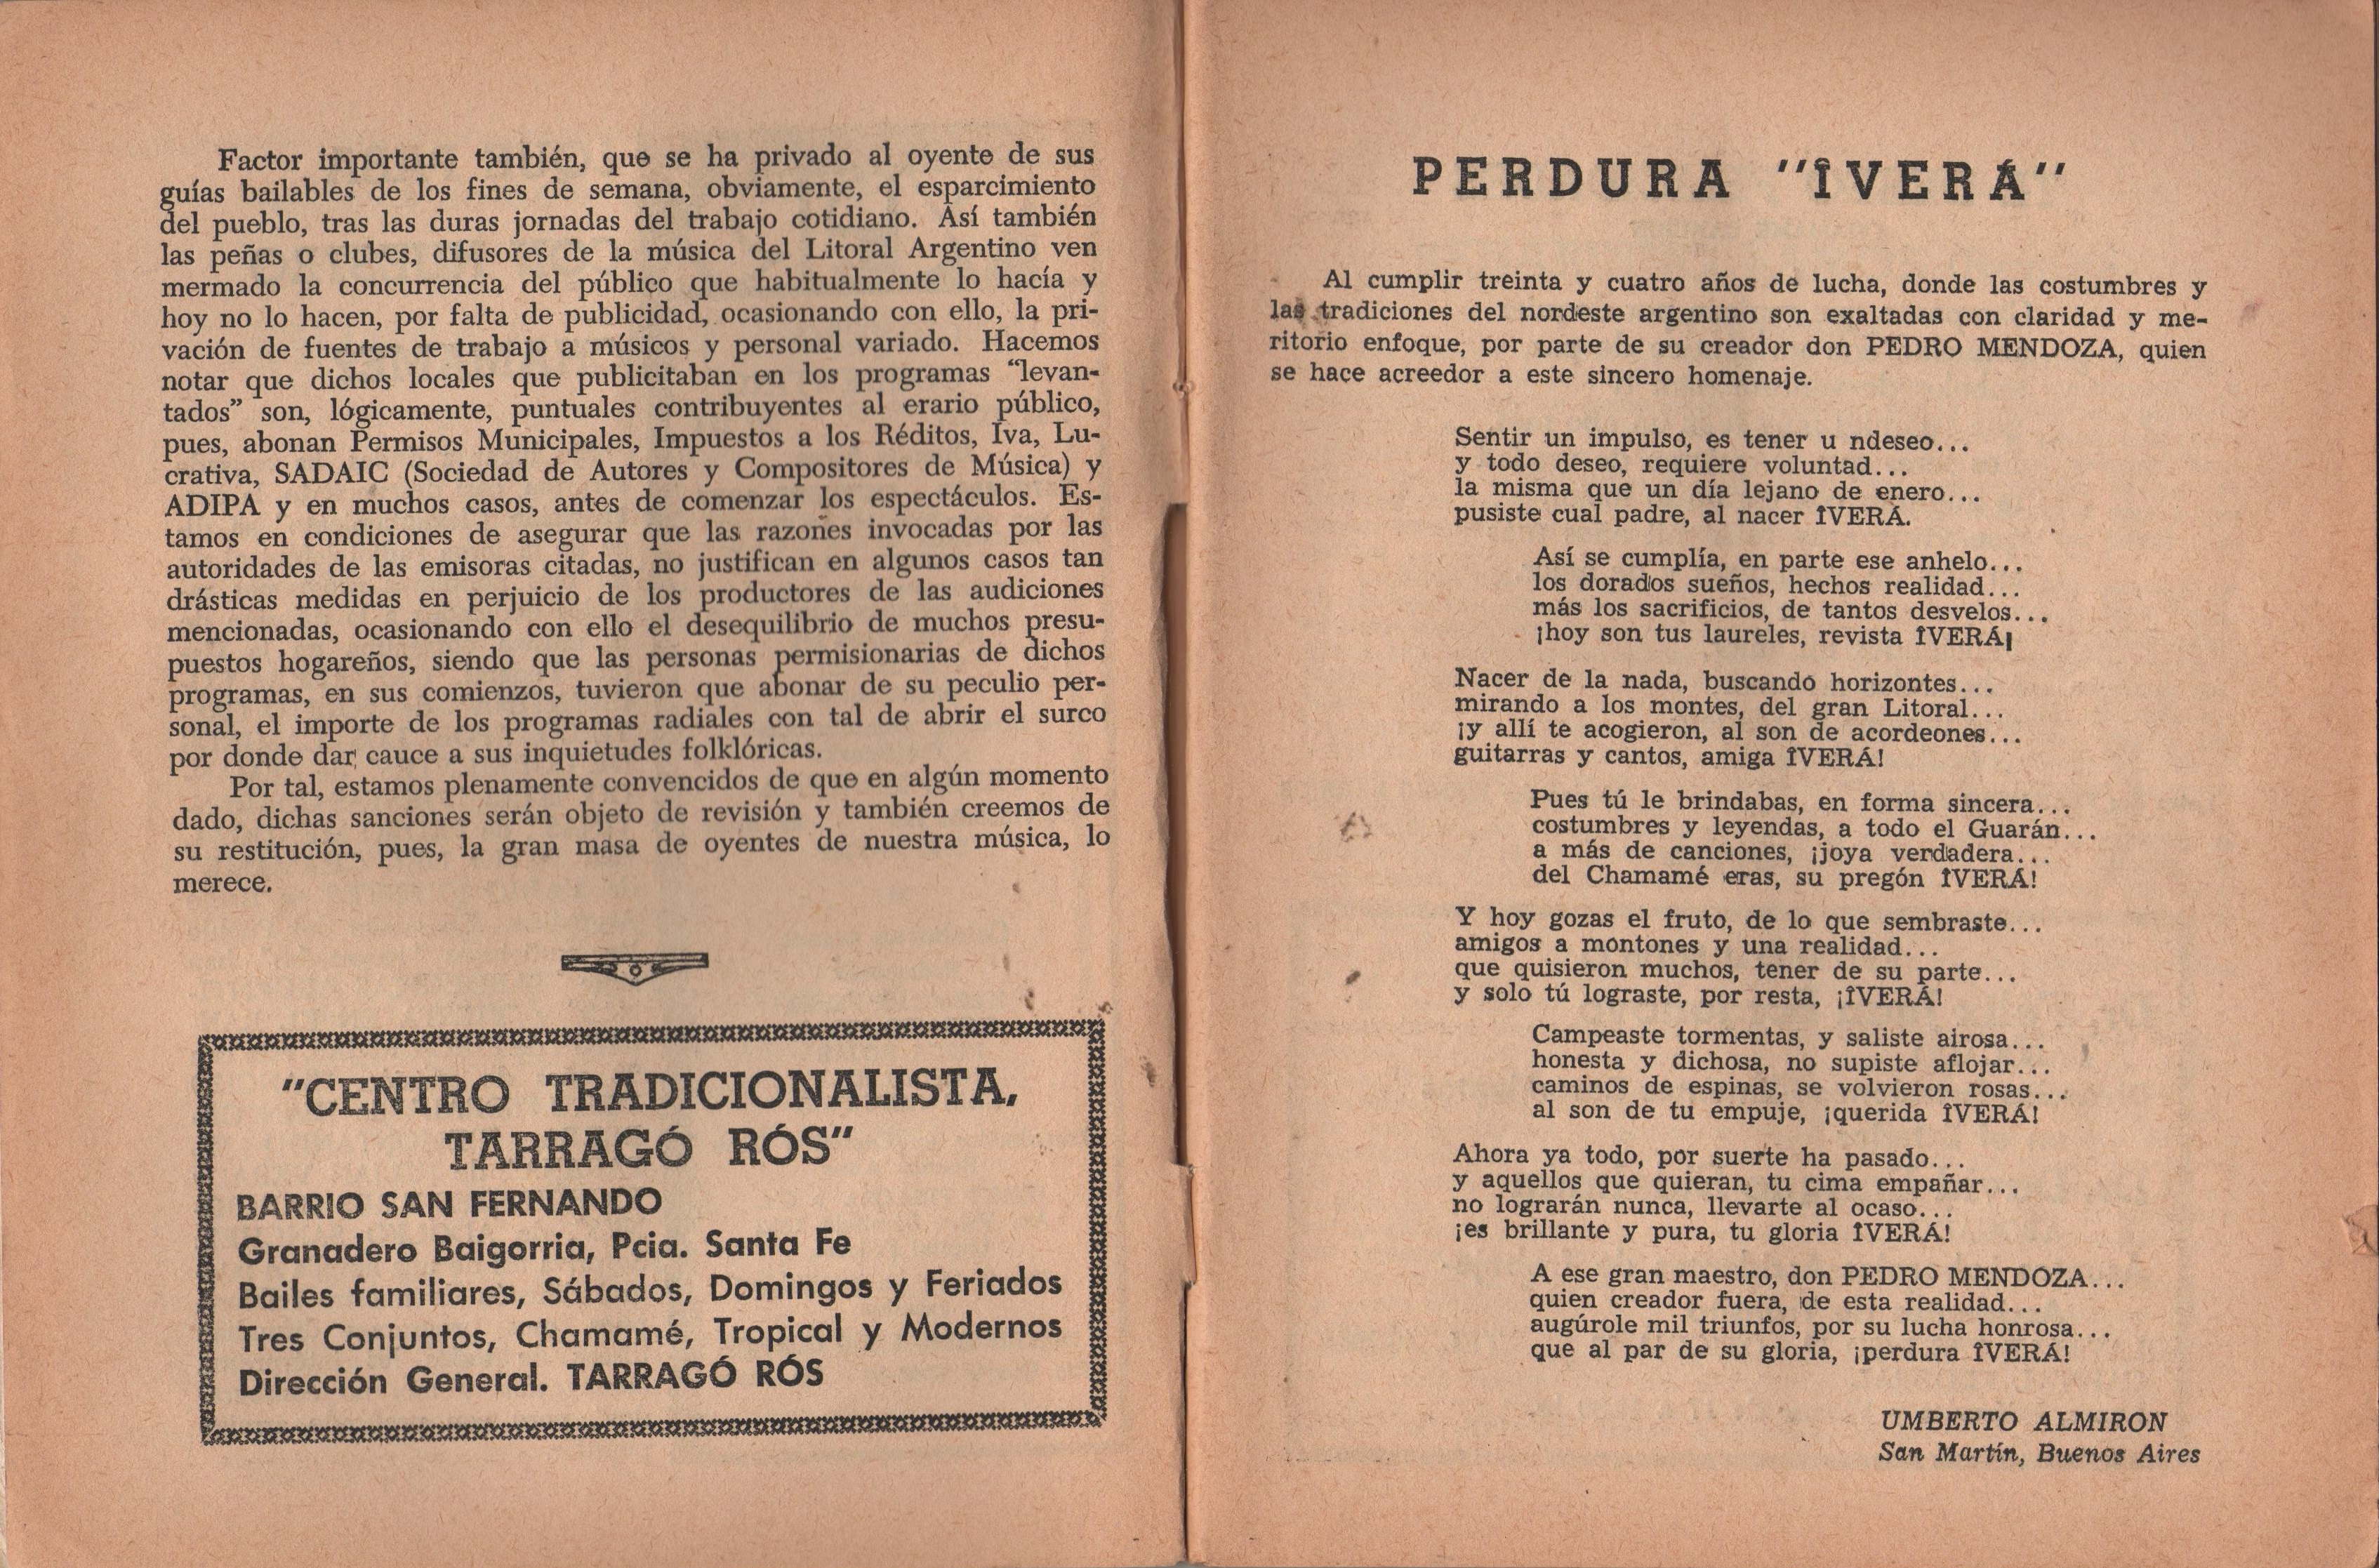 Factor importante también, que se ha privado al oyente de sus
guías bailables de los fines de semana, obviamente, el esparcimiento
del pueblo, tras las duras jornadas del trabajo cotidiano. Así también
las peñas o clubes, difusores de la música del Litoral Argentino ven
mermado la concurrencia del público que habitualmente lo hacía y
hoy no lo hacen, por falta de publicidad, ocasionando con ello, la pri-
vación de fuentes de trabajo a músicos y personal variado. Hacemos
notar que dichos locales que publicitaban en los programas “levan-
tados” son, lógicamente, puntuales contribuyentes al erario público,
pues, abonan Permisos Municipales, Impuestos a los Réditos, Iva, Lu-
crativa, SADAIC (Sociedad de Autores y Compositores de Música) y
ADIPA y en muchos casos, antes de comenzar los espectáculos. Es-
tamos en condiciones de asegurar que las razones invocadas por las
autoridades de las emisoras citadas, no justifican en algunos casos tan
drásticas medidas en perjuicio de los productores de las audiciones
mencionadas, ocasionando con ello el desequilibrio de muchos presu-
puestos hogareños, siendo que las personas permisionarias de dichos
programas, en sus comienzos, tuvieron que abonar de su peculio per-
sonal, el importe de los programas radiales con tal de abrir el surco
por donde dar cauce a sus inquietudes folklóricas.
Por tal, estamos plenamente convencidos de que en algún momento
dado, dichas sanciones serán objeto de revisión y también creemos de
su restitución, pues, la gran masa de oyentes de nuestra música, lo
merece.
"CENTRO TRADICIONALISTA,
TARRAGÓ RÓS"
BARRIO SAN FERNANDO
Granadero Baigorria, Pcia. Santa Fe
Bailes familiares, Sábados, Domingos y Feriados
Tres Conjuntos, Chamamé, Tropical y Modernos
Dirección General. TARRAGÓ RÓS
PERDURA "ÎVERÁ"
Al cumplir treinta y cuatro años de lucha, donde las costumbres y
las tradiciones del nordeste argentino son exaltadas con claridad y me-
ritorio enfoque, por parte de su creador don PEDRO MENDOZA, quien
se hace acreedor a este sincero homenaje.
Sentir un impulso, es tener u ndeseo...
y todo deseo, requiere voluntad...
la misma que un día lejano de enero...
pusiste cual padre, al nacer ÎVERÁ.
Así se cumplía, en parte ese anhelo...
los dorados sueños, hechos realidad...
más los sacrificios, de tantos desvelos...
¡hoy son tus laureles, revista ÎVERÁ¡
Nacer de la nada, buscando horizontes...
mirando a los montes, del gran Litoral...
¡y allí te acogieron, al son de acordeones...
guitarras y cantos, amiga ÎVERÁ!
Pues tú le brindabas, en forma sincera...
costumbres y leyendas, a todo el Guarán...
a más de canciones, ¡joya verdadera...
del Chamamé eras, su pregón ÎVERÁ!
Y hoy gozas el fruto, de lo que sembraste...
amigos a montones y una realidad...
que quisieron muchos, tener de su parte...
y solo tú lograste, por resta, ¡ÎVERÁ!
Campeaste tormentas, y saliste airosa...
honesta y dichosa, no supiste aflojar...
caminos de espinas, se volvieron rosas...
al son de tu empuje, ¡querida ÎVERÁ!
Ahora ya todo, por suerte ha pasado...
y aquellos que quieran, tu cima empañar...
no lograrán nunca, llevarte al ocaso...
¡es brillante y pura, tu gloria ÎVERÁ!
A ese gran maestro, don PEDRO MENDOZA...
quien creador fuera, de esta realidad...
augúrole mil triunfos, por su lucha honrosa...
que al par de su gloria, ¡perdura ÎVERÁ!
UMBERTO ALMIRON
San Martín, Buenos Aires